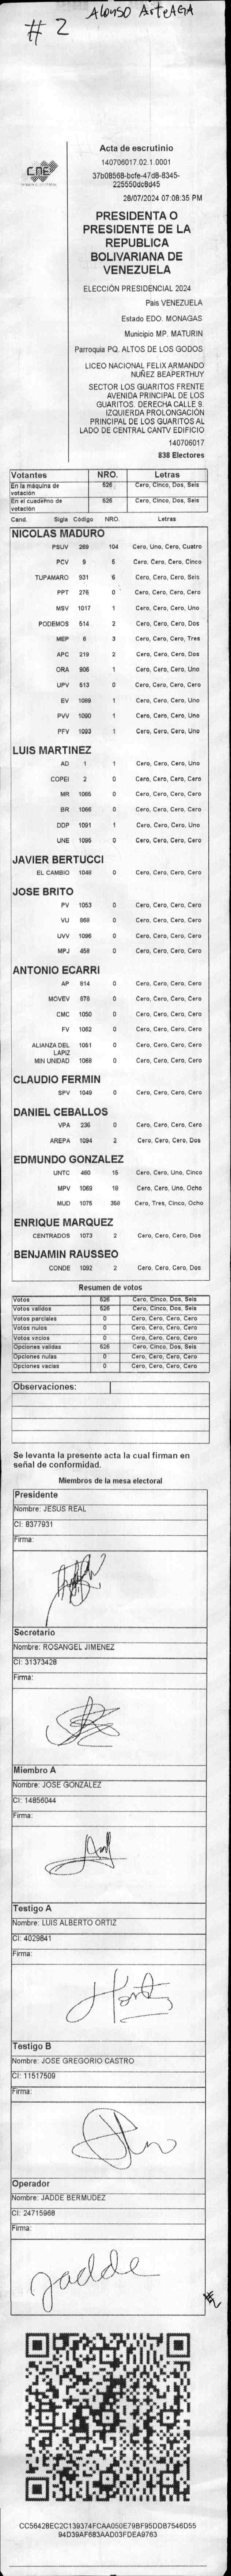 # 2 Alonso ArteAGA
CNE
Acta de escrutinio
140706017.02.1.0001
37b08568-bcfe-47d8-8345-
225550dc8d45
28/07/2024 07:08:35 PM
PRESIDENTA O
PRESIDENTE DE LA
REPUBLICA
BOLIVARIANA DE
VENEZUELA
ELECCIÓN PRESIDENCIAL 2024
Pais VENEZUELA
Estado EDO. MONAGAS
Municipio MP. MATURIN
Parroquia PQ. ALTOS DE LOS GODOS
LICEO NACIONAL FELIX ARMANDO
NUÑEZ BEAPERTHUY
SECTOR LOS GUARITOS FRENTE
AVENIDA PRINCIPAL DE LOS
GUARITOS. DERECHA CALLE 9.
IZQUIERDA PROLONGACIÓN
PRINCIPAL DE LOS GUARITOS AL
LADO DE CENTRAL CANTV EDIFICIO
140706017
838 Electores
Votantes NRO. Letras
En la máquina de votación 526 Cero, Cinco, Dos, Seis
En el cuaderno de votación 526 Cero, Cinco, Dos, Seis
Cand. Sigla Código NRO. Letras
NICOLAS MADURO
PSUV 269 104 Cero, Uno, Cero, Cuatro
PCV 9 5 Cero, Cero, Cero, Cinco
TUPAMARO 931 6 Cero, Cero, Cero, Seis
PPT 276 0 Cero, Cero, Cero, Cero
MSV 1017 1 Cero, Cero, Cero, Uno
PODEMOS 514 2 Cero, Cero, Cero, Dos
MEP 6 3 Cero, Cero, Cero, Tres
APC 219 2 Cero, Cero, Cero, Dos
ORA 906 1 Cero, Cero, Cero, Uno
UPV 513 0 Cero, Cero, Cero, Cero
EV 1089 1 Cero, Cero, Cero, Uno
PVV 1090 1 Cero, Cero, Cero, Uno
PFV 1093 1 Cero, Cero, Cero, Uno
LUIS MARTINEZ
AD 1 1 Cero, Cero, Cero, Uno
COPEI 2 0 Cero, Cero, Cero, Cero
MR 1065 0 Cero, Cero, Cero, Cero
BR 1066 0 Cero, Cero, Cero, Cero
DDP 1091 1 Cero, Cero, Cero, Uno
UNE 1095 0 Cero, Cero, Cero, Cero
JAVIER BERTUCCI
EL CAMBIO 1048 0 Cero, Cero, Cero, Cero
JOSE BRITO
PV 1053 0 Cero, Cero, Cero, Cero
VU 868 0 Cero, Cero, Cero, Cero
UVV 1096 0 Cero, Cero, Cero, Cero
MPJ 458 0 Cero, Cero, Cero, Cero
ANTONIO ECARRI
AP 814 0 Cero, Cero, Cero, Cero
MOVEV 878 0 Cero, Cero, Cero, Cero
CMC 1050 0 Cero, Cero, Cero, Cero
FV 1062 0 Cero, Cero, Cero, Cero
ALIANZA DEL LAPIZ 1051 0 Cero, Cero, Cero, Cero
MIN UNIDAD 1068 0 Cero, Cero, Cero, Cero
CLAUDIO FERMIN
SPV 1049 0 Cero, Cero, Cero, Cero
DANIEL CEBALLOS
VPA 236 0 Cero, Cero, Cero, Cero
AREPA 1094 2 Cero, Cero, Cero, Dos
EDMUNDO GONZALEZ
UNTC 460 15 Cero, Cero, Uno, Cinco
MPV 1069 18 Cero, Cero, Uno, Ocho
MUD 1075 358 Cero, Tres, Cinco, Ocho
ENRIQUE MARQUEZ
CENTRADOS 1073 2 Cero, Cero, Cero, Dos
BENJAMIN RAUSSEO
CONDE 1092 2 Cero, Cero, Cero, Dos
Resumen de votos
Votos 526 Cero, Cinco, Dos, Seis
Votos validos 526 Cero, Cinco, Dos, Seis
Votos parciales 0 Cero, Cero, Cero, Cero
Votos nulos 0 Cero, Cero, Cero, Cero
Votos vacios 0 Cero, Cero, Cero, Cero
Opciones validas 526 Cero, Cinco, Dos, Seis
Opciones nulas 0 Cero, Cero, Cero, Cero
Opciones vacias 0 Cero, Cero, Cero, Cero
Observaciones:
Se levanta la presente acta la cual firman en
señal de conformidad.
Miembros de la mesa electoral
Presidente
Nombre: JESUS REAL
CI: 8377931
Firma:
Secretario
Nombre: ROSANGEL JIMENEZ
CI: 31373428
Firma:
Miembro A
Nombre: JOSE GONZALEZ
CI: 14856044
Firma:
Testigo A
Nombre: LUIS ALBERTO ORTIZ
CI: 4029841
Firma:
Testigo B
Nombre: JOSE GREGORIO CASTRO
CI: 11517509
Firma:
Operador
Nombre: JADDE BERMUDEZ
CI: 24715968
Firma:
Jadde
CC56428EC2C139374FCAA050E79BF95DDB7546D55
94D39AF683AAD03FDEA9763